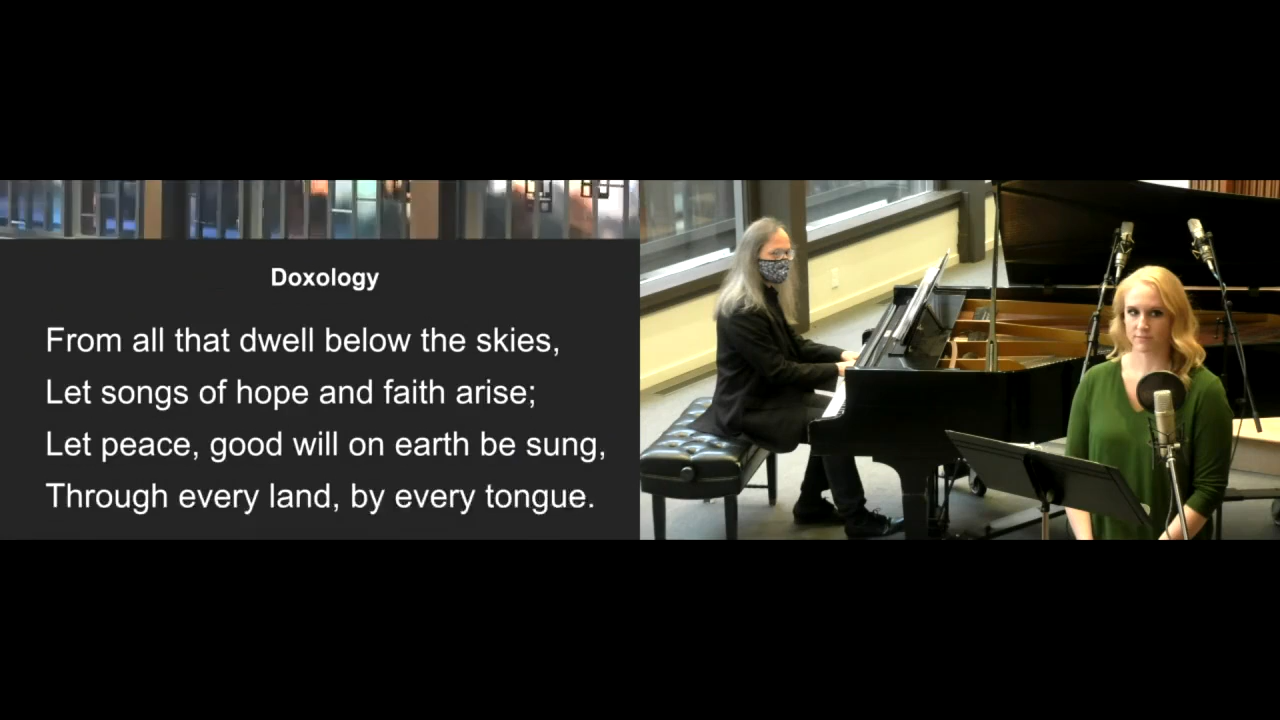 Doxology
From all that dwell below the skies,
Let songs of hope and faith arise;
Let peace, good will on earth be sung,
Through every land, by every tongue.